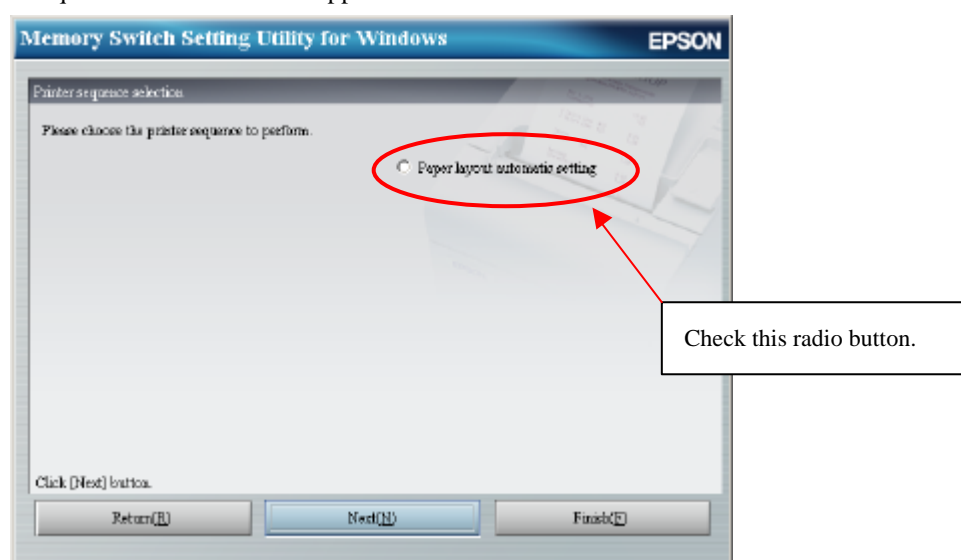 Memory Switch Setting Utility for Windows
EPSON
Printer sequence selection
Please choose the printer sequence to perform.
Paper layout automatic setting
Check this radio button.
Click [Next] button.
Return(R)
Next(N)
Finish(F)